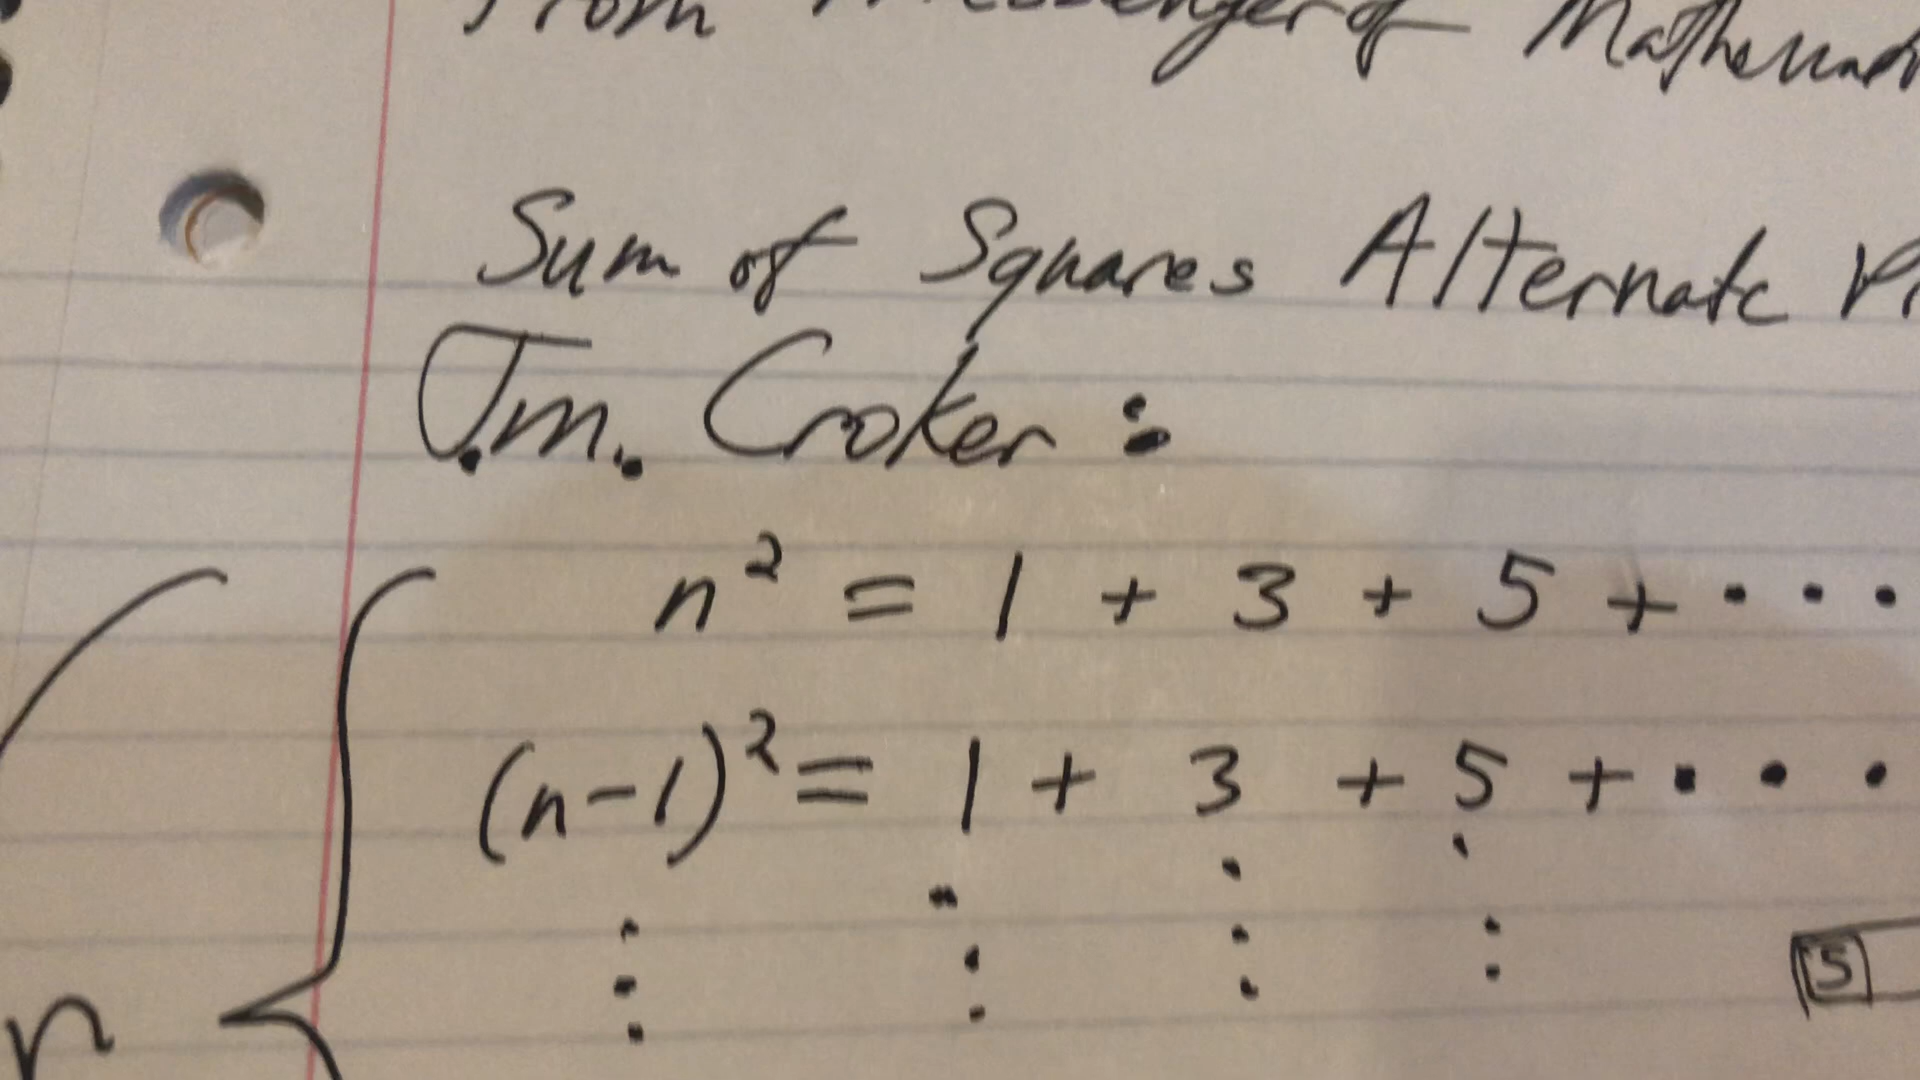 From Messenger of Mathemat
Sum of Squares Alternate Pr
J.m. Croker:
n² = 1 + 3 + 5 + ...
(n-1)² = 1 + 3 + 5 + ...
5
n